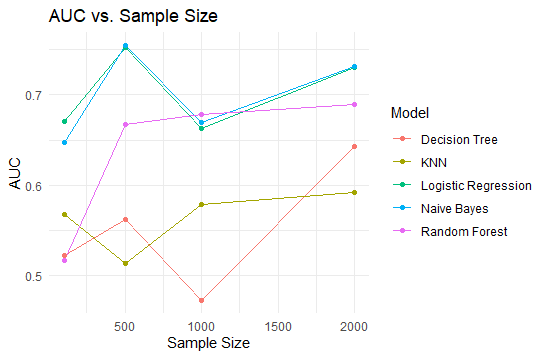 AUC vs. Sample Size
AUC
0.7
0.6
0.5
500
1000
1500
2000
Sample Size
Model
Decision Tree
KNN
Logistic Regression
Naive Bayes
Random Forest